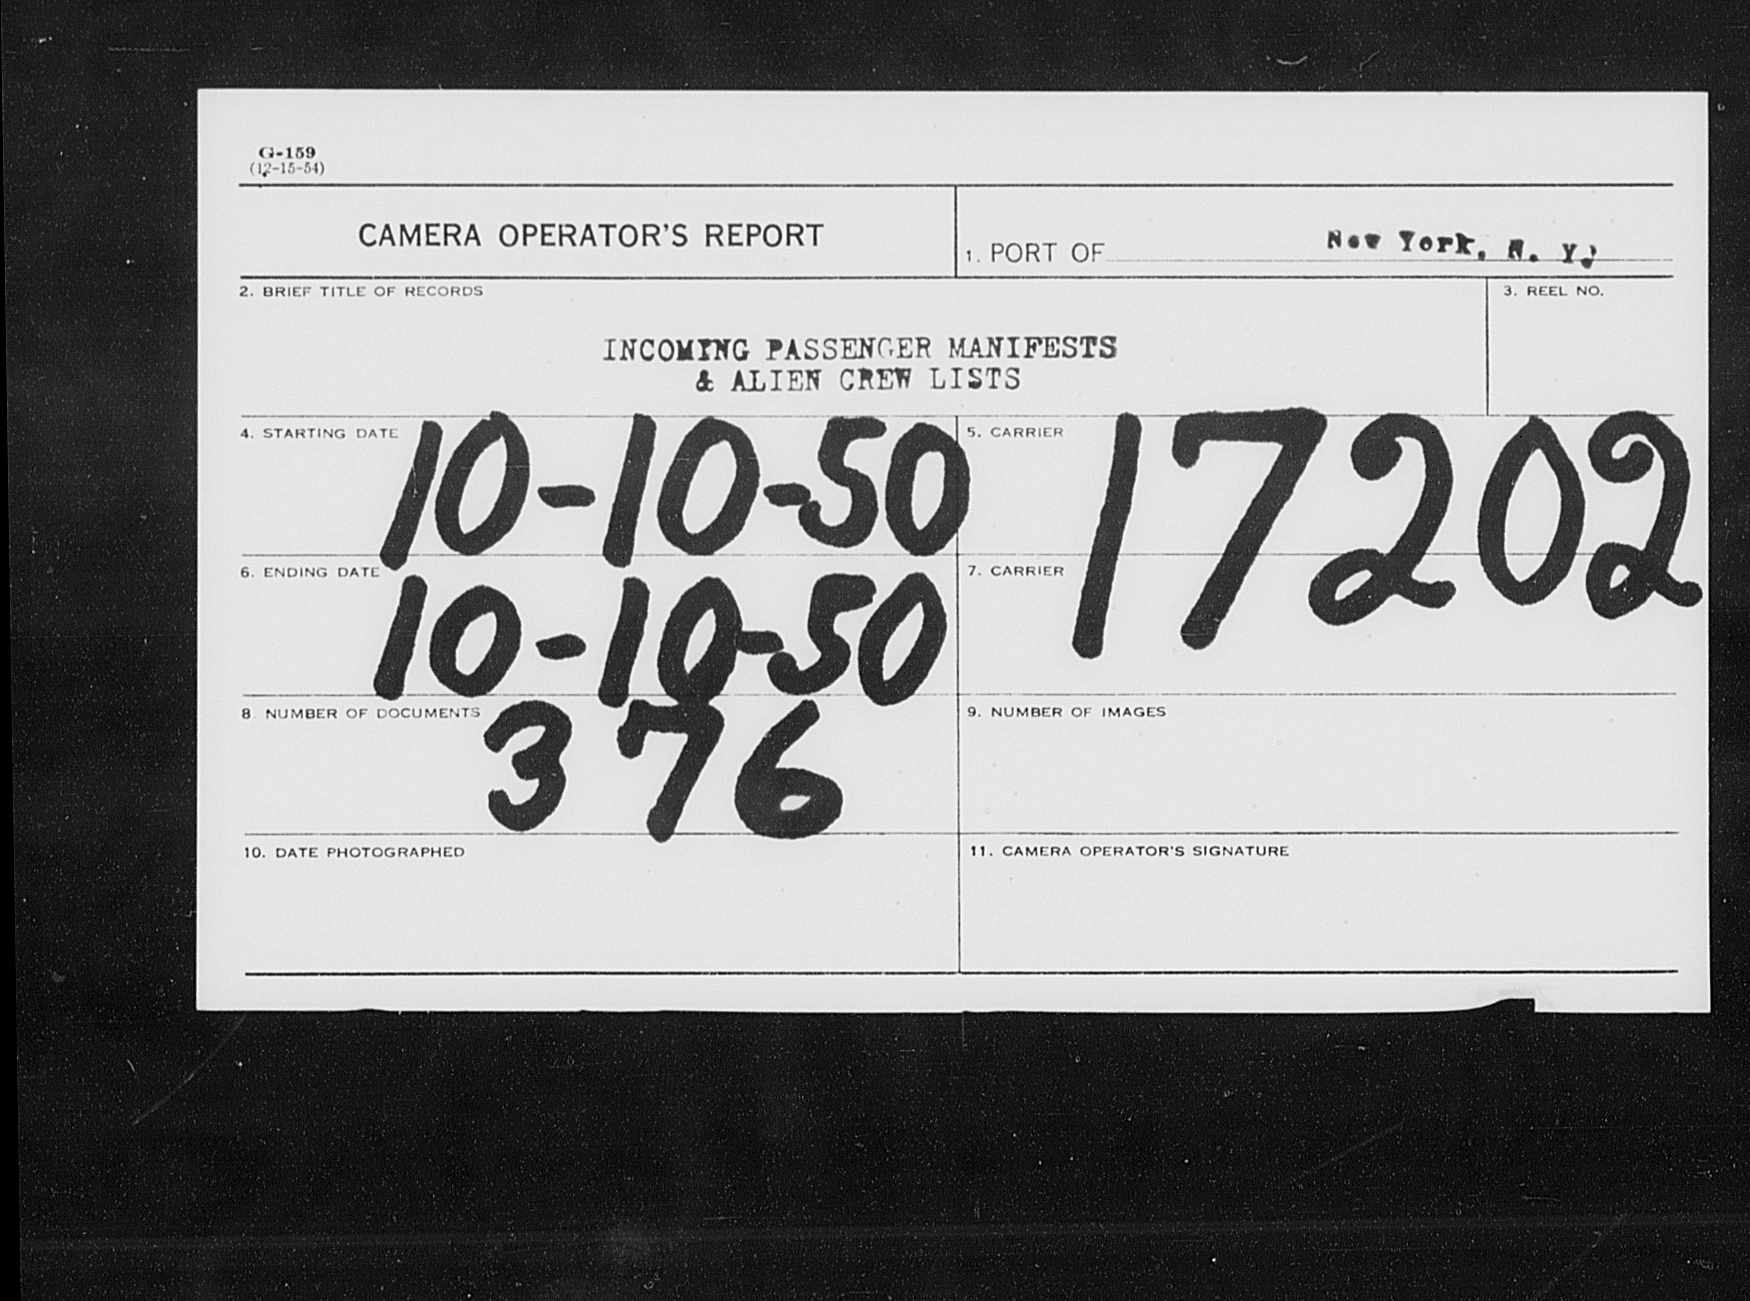 G-159
(12-15-54)
CAMERA OPERATOR'S REPORT
1. PORT OF New York, N. Y.
2. BRIEF TITLE OF RECORDS
3. REEL NO.
INCOMING PASSENGER MANIFESTS
& ALIEN CREW LISTS
4. STARTING DATE
10-10-50
5. CARRIER
17202
6. ENDING DATE
10-10-50
7. CARRIER
8. NUMBER OF DOCUMENTS
376
9. NUMBER OF IMAGES
10. DATE PHOTOGRAPHED
11. CAMERA OPERATOR'S SIGNATURE